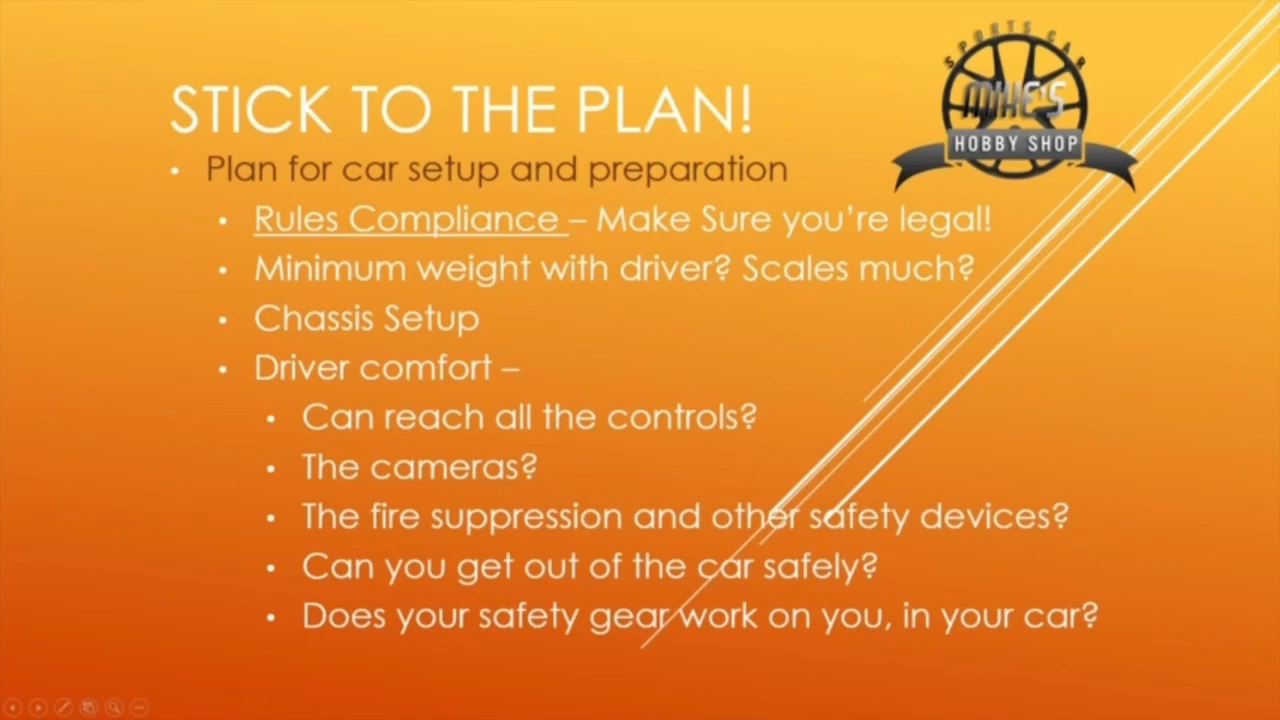 SPORTS CAR
MIKE'S
HOBBY SHOP
STICK TO THE PLAN!
• Plan for car setup and preparation
• Rules Compliance – Make Sure you're legal!
• Minimum weight with driver? Scales much?
• Chassis Setup
• Driver comfort –
• Can reach all the controls?
• The cameras?
• The fire suppression and other safety devices?
• Can you get out of the car safely?
• Does your safety gear work on you, in your car?